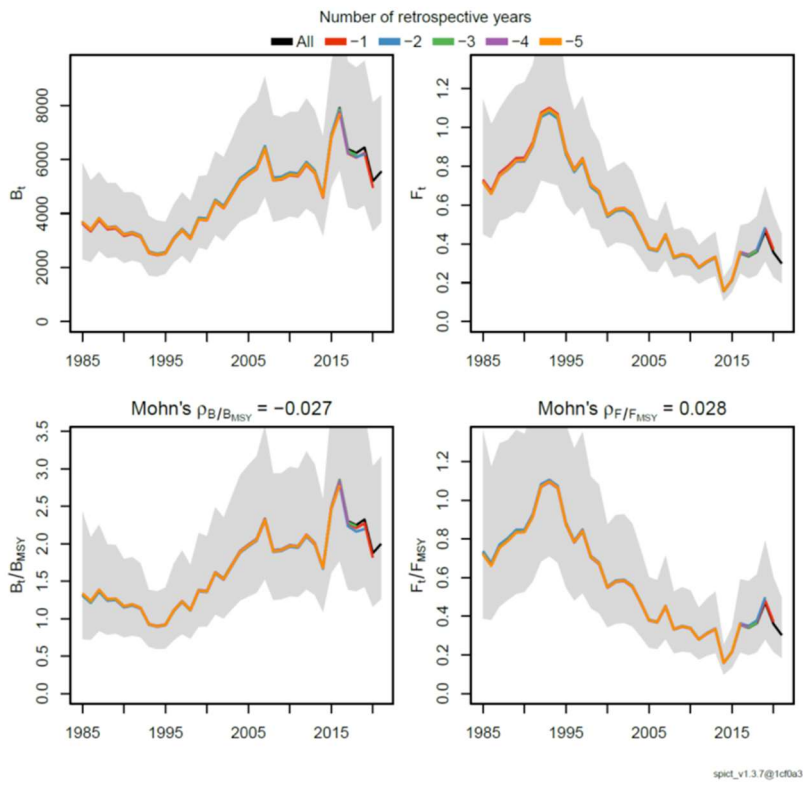 Number of retrospective years
All −1 −2 −3 −4 −5
Bt
0 2000 4000 6000 8000
1985 1995 2005 2015
Ft
0.0 0.2 0.4 0.6 0.8 1.0 1.2
1985 1995 2005 2015
Mohn's ρB/BMSY = −0.027
Bt/BMSY
0.0 0.5 1.0 1.5 2.0 2.5 3.0 3.5
1985 1995 2005 2015
Mohn's ρF/FMSY = 0.028
Ft/FMSY
0.0 0.2 0.4 0.6 0.8 1.0 1.2
1985 1995 2005 2015
spict_v1.3.7@1cf0a3